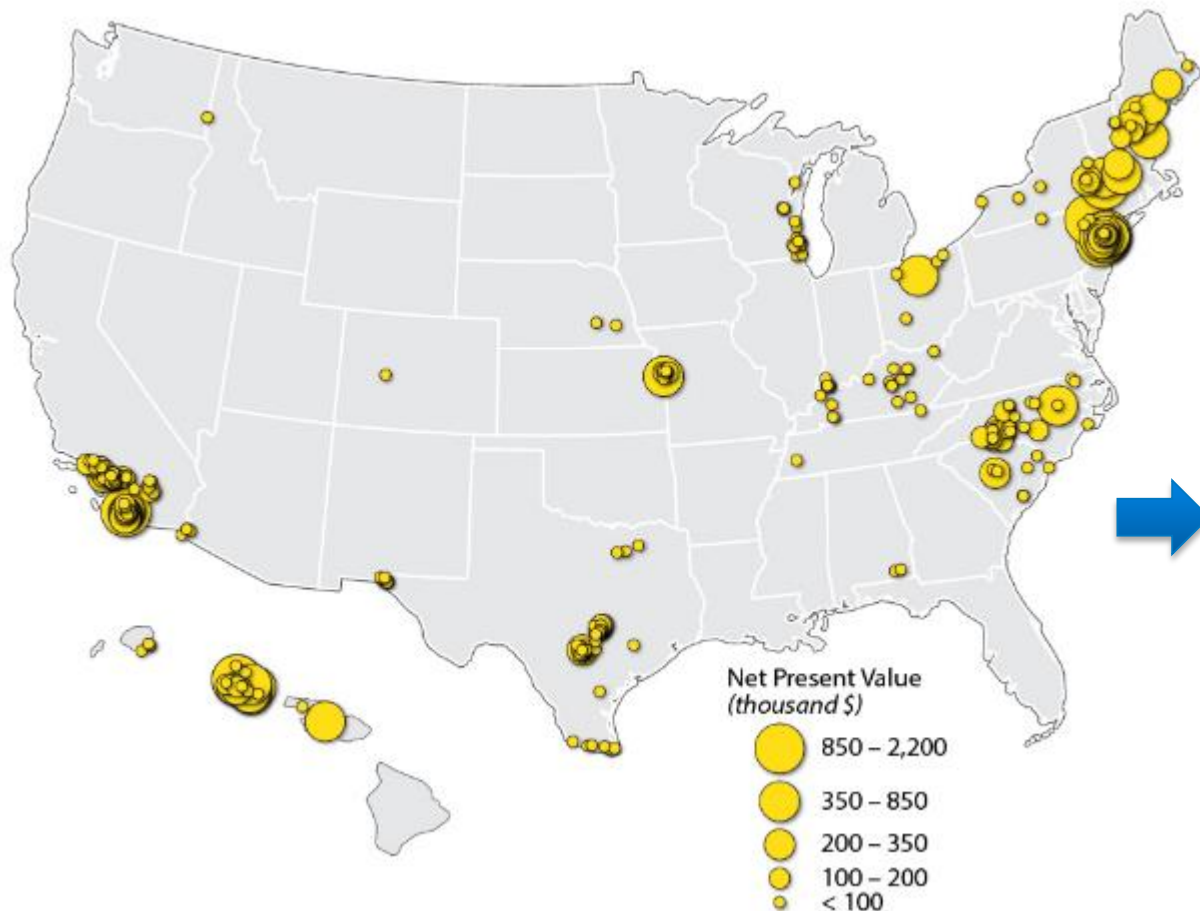 Net Present Value
(thousand $)
850 – 2,200
350 – 850
200 – 350
100 – 200
< 100